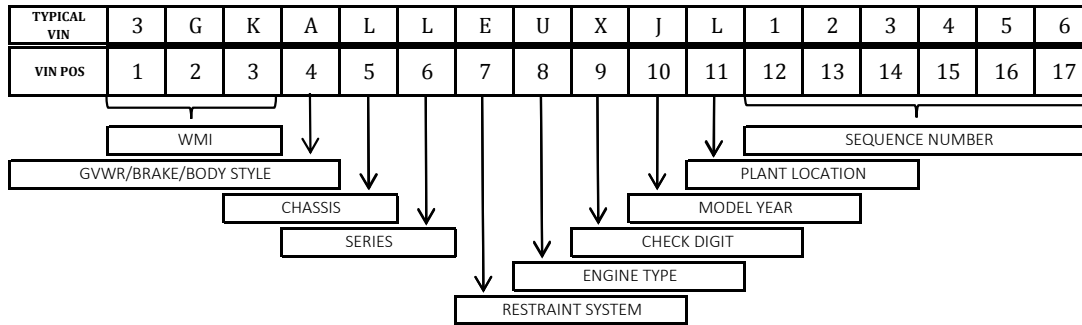 TYPICAL VIN 3 G K A L L E U X J L 1 2 3 4 5 6
VIN POS 1 2 3 4 5 6 7 8 9 10 11 12 13 14 15 16 17
WMI SEQUENCE NUMBER
GVWR/BRAKE/BODY STYLE PLANT LOCATION
CHASSIS MODEL YEAR
SERIES CHECK DIGIT
ENGINE TYPE
RESTRAINT SYSTEM